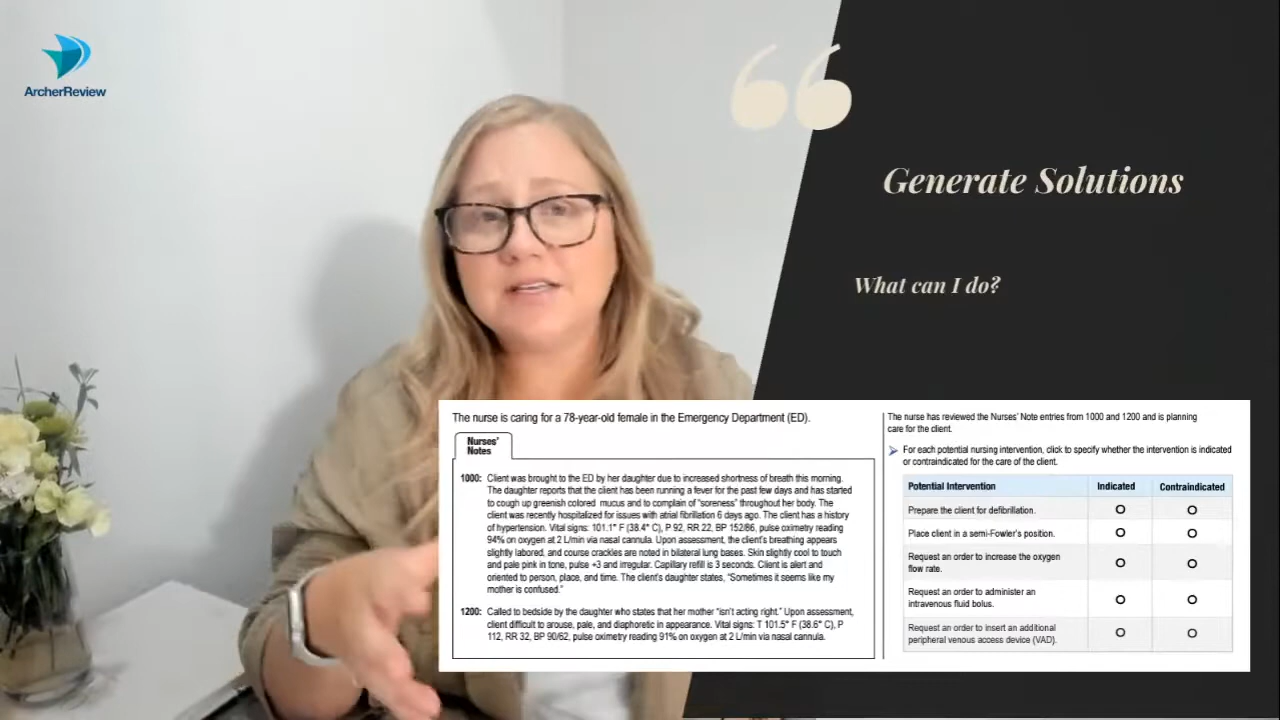 ArcherReview
Generate Solutions
What can I do?
The nurse is caring for a 78-year-old female in the Emergency Department (ED).
Nurses'
Notes
1000: Client was brought to the ED by her daughter due to increased shortness of breath this morning.
The daughter reports that the client has been running a fever for the past few days and has started
to cough up greenish colored mucus and to complain of "soreness" throughout her body. The
client was recently hospitalized for issues with atrial fibrillation 6 days ago. The client has a history
of hypertension. Vital signs: 101.1° F (38.4° C), P 92, RR 22, BP 152/86, pulse oximetry reading
94% on oxygen at 2 L/min via nasal cannula. Upon assessment, the client's breathing appears
slightly labored, and course crackles are noted in bilateral lung bases. Skin slightly cool to touch
and pale pink in tone, pulse +3 and irregular. Capillary refill is 3 seconds. Client is alert and
oriented to person, place, and time. The client's daughter states, "Sometimes it seems like my
mother is confused."
1200: Called to bedside by the daughter who states that her mother "isn't acting right." Upon assessment,
client difficult to arouse, pale, and diaphoretic in appearance. Vital signs: T 101.5° F (38.6° C), P
112, RR 32, BP 90/62, pulse oximetry reading 91% on oxygen at 2 L/min via nasal cannula.
The nurse has reviewed the Nurses' Note entries from 1000 and 1200 and is planning
care for the client.
For each potential nursing intervention, click to specify whether the intervention is indicated
or contraindicated for the care of the client.
Potential Intervention Indicated Contraindicated
Prepare the client for defibrillation.
Place client in a semi-Fowler's position.
Request an order to increase the oxygen
flow rate.
Request an order to administer an
intravenous fluid bolus.
Request an order to insert an additional
peripheral venous access device (VAD).